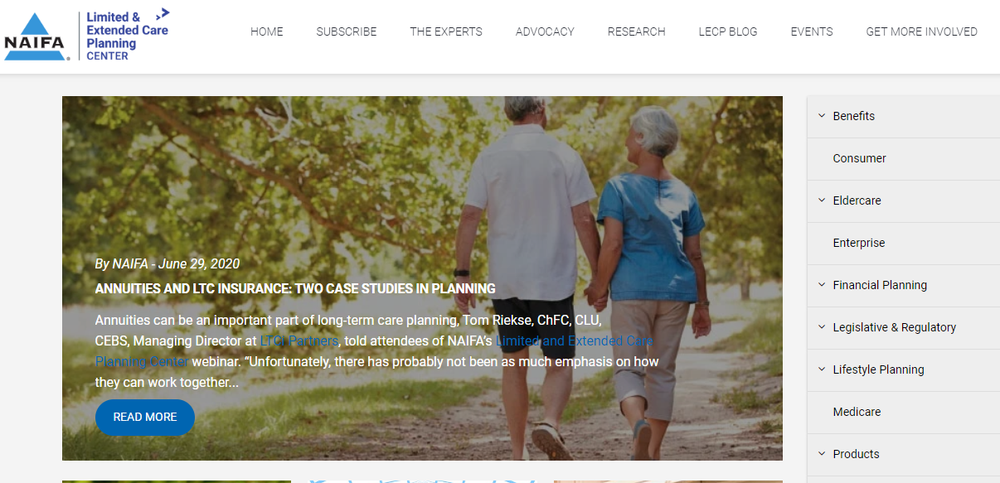 NAIFA
Limited &
Extended Care
Planning
CENTER
HOME
SUBSCRIBE
THE EXPERTS
ADVOCACY
RESEARCH
LECP BLOG
EVENTS
GET MORE INVOLVED
By NAIFA - June 29, 2020
ANNUITIES AND LTC INSURANCE: TWO CASE STUDIES IN PLANNING
Annuities can be an important part of long-term care planning, Tom Riekse, ChFC, CLU,
CEBS, Managing Director at LTCI Partners, told attendees of NAIFA’s Limited and Extended Care
Planning Center webinar. “Unfortunately, there has probably not been as much emphasis on how
they can work together...
READ MORE
Benefits
Consumer
Eldercare
Enterprise
Financial Planning
Legislative & Regulatory
Lifestyle Planning
Medicare
Products